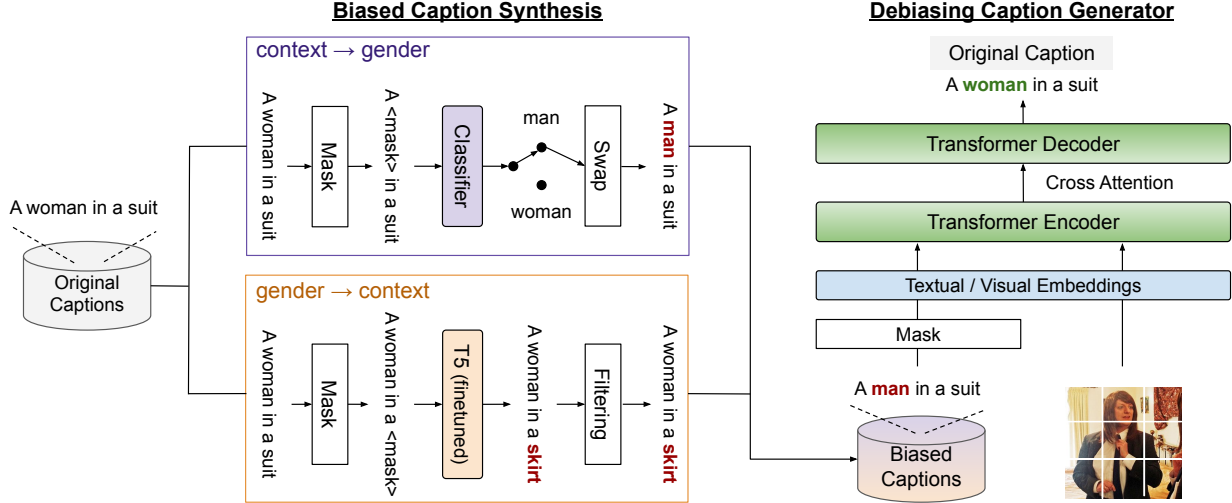 Biased Caption Synthesis
Debiasing Caption Generator
context → gender
A woman in a suit
Mask
A <mask> in a suit
Classifier
man
woman
Swap
A man in a suit
A woman in a suit
Original
Captions
gender → context
A woman in a suit
Mask
A woman in a <mask>
T5 (finetuned)
A woman in a skirt
Filtering
A woman in a skirt
Original Caption
A woman in a suit
Transformer Decoder
Cross Attention
Transformer Encoder
Textual / Visual Embeddings
Mask
A man in a suit
Biased
Captions